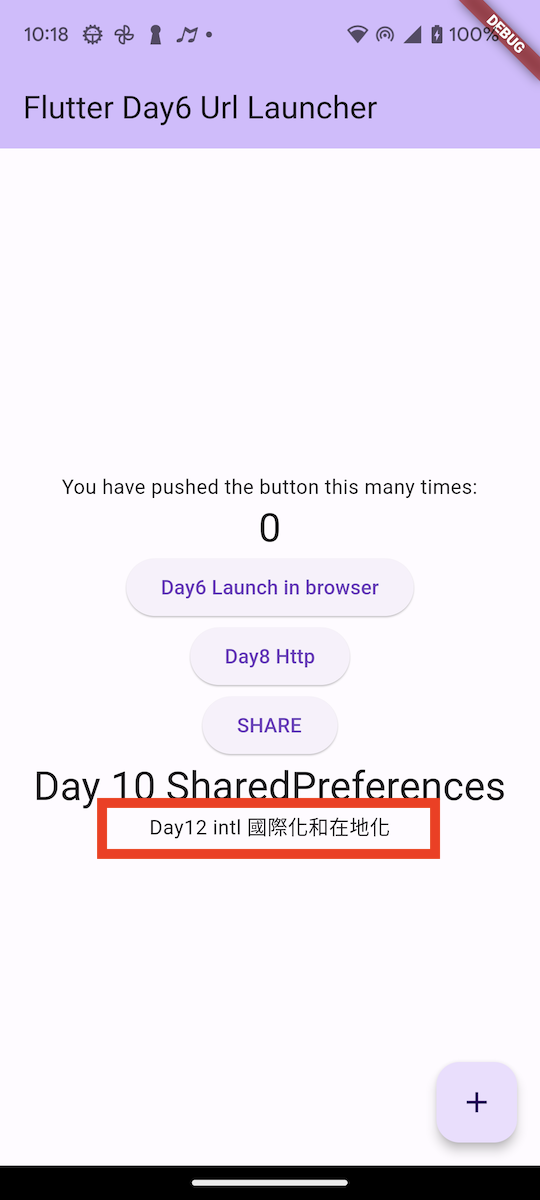 10:18
100%
DEBUG
Flutter Day6 Url Launcher
You have pushed the button this many times:
0
Day6 Launch in browser
Day8 Http
SHARE
Day 10 SharedPreferences
Day12 intl 國際化和在地化
+